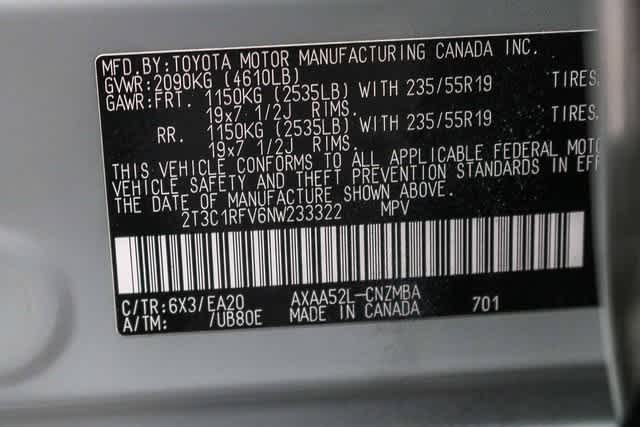 MFD.BY:TOYOTA MOTOR MANUFACTURING CANADA INC.
GVWR:2090KG (4610LB)
GAWR:FRT. 1150KG (2535LB) WITH 235/55R19 TIRES,
19x7 1/2J RIMS.
RR. 1150KG (2535LB) WITH 235/55R19 TIRES,
19x7 1/2J RIMS.
THIS VEHICLE CONFORMS TO ALL APPLICABLE FEDERAL MOTO
VEHICLE SAFETY AND THEFT PREVENTION STANDARDS IN EFF
THE DATE OF MANUFACTURE SHOWN ABOVE.
2T3C1RFV6NW233322 MPV
C/TR:6X3/EA20 AXAA52L-CNZMBA
A/TM: /UB80E MADE IN CANADA 701